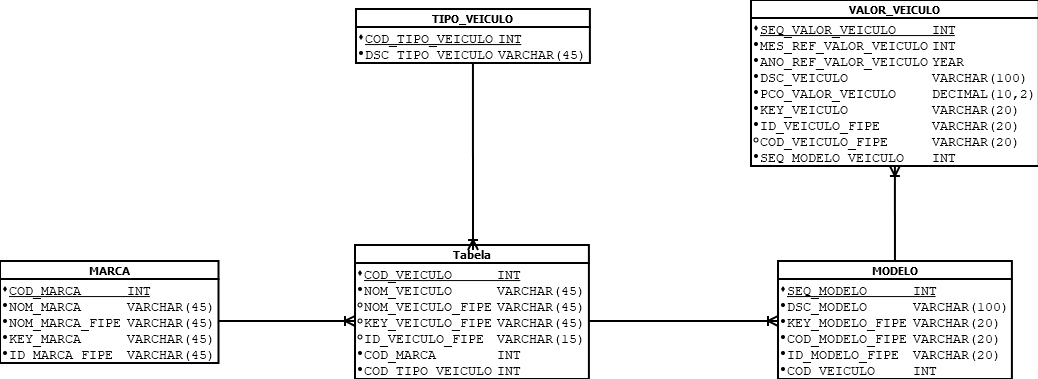 TIPO_VEICULO
COD_TIPO_VEICULO INT
DSC_TIPO_VEICULO VARCHAR(45)
VALOR_VEICULO
SEQ_VALOR_VEICULO INT
MES_REF_VALOR_VEICULO INT
ANO_REF_VALOR_VEICULO YEAR
DSC_VEICULO VARCHAR(100)
PCO_VALOR_VEICULO DECIMAL(10,2)
KEY_VEICULO VARCHAR(20)
ID_VEICULO_FIPE VARCHAR(20)
COD_VEICULO_FIPE VARCHAR(20)
SEQ_MODELO_VEICULO INT
MARCA
COD_MARCA INT
NOM_MARCA VARCHAR(45)
NOM_MARCA_FIPE VARCHAR(45)
KEY_MARCA VARCHAR(45)
ID_MARCA_FIPE VARCHAR(45)
Tabela
COD_VEICULO INT
NOM_VEICULO VARCHAR(45)
NOM_VEICULO_FIPE VARCHAR(45)
KEY_VEICULO_FIPE VARCHAR(45)
ID_VEICULO_FIPE VARCHAR(15)
COD_MARCA INT
COD_TIPO_VEICULO INT
MODELO
SEQ_MODELO INT
DSC_MODELO VARCHAR(100)
KEY_MODELO_FIPE VARCHAR(20)
COD_MODELO_FIPE VARCHAR(20)
ID_MODELO_FIPE VARCHAR(20)
COD_VEICULO INT